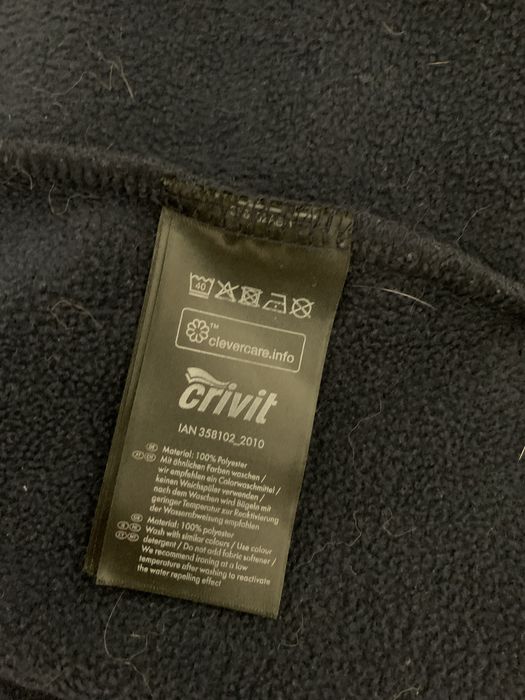 40
clevercare.info
TM
crivit
IAN 358102_2010
Material: 100% Polyester
Mit ähnlichen Farben waschen /
wir empfehlen ein Colorwaschmittel /
keinen Weichspüler verwenden /
nach dem Waschen wird Bügeln mit
geringer Temperatur zur Reaktivierung
der Wasserabweisung empfohlen
Material: 100% polyester
Wash with similar colours / Use colour
detergent / Do not add fabric softener /
We recommend ironing at a low
temperature after washing to reactivate
the water repelling effect